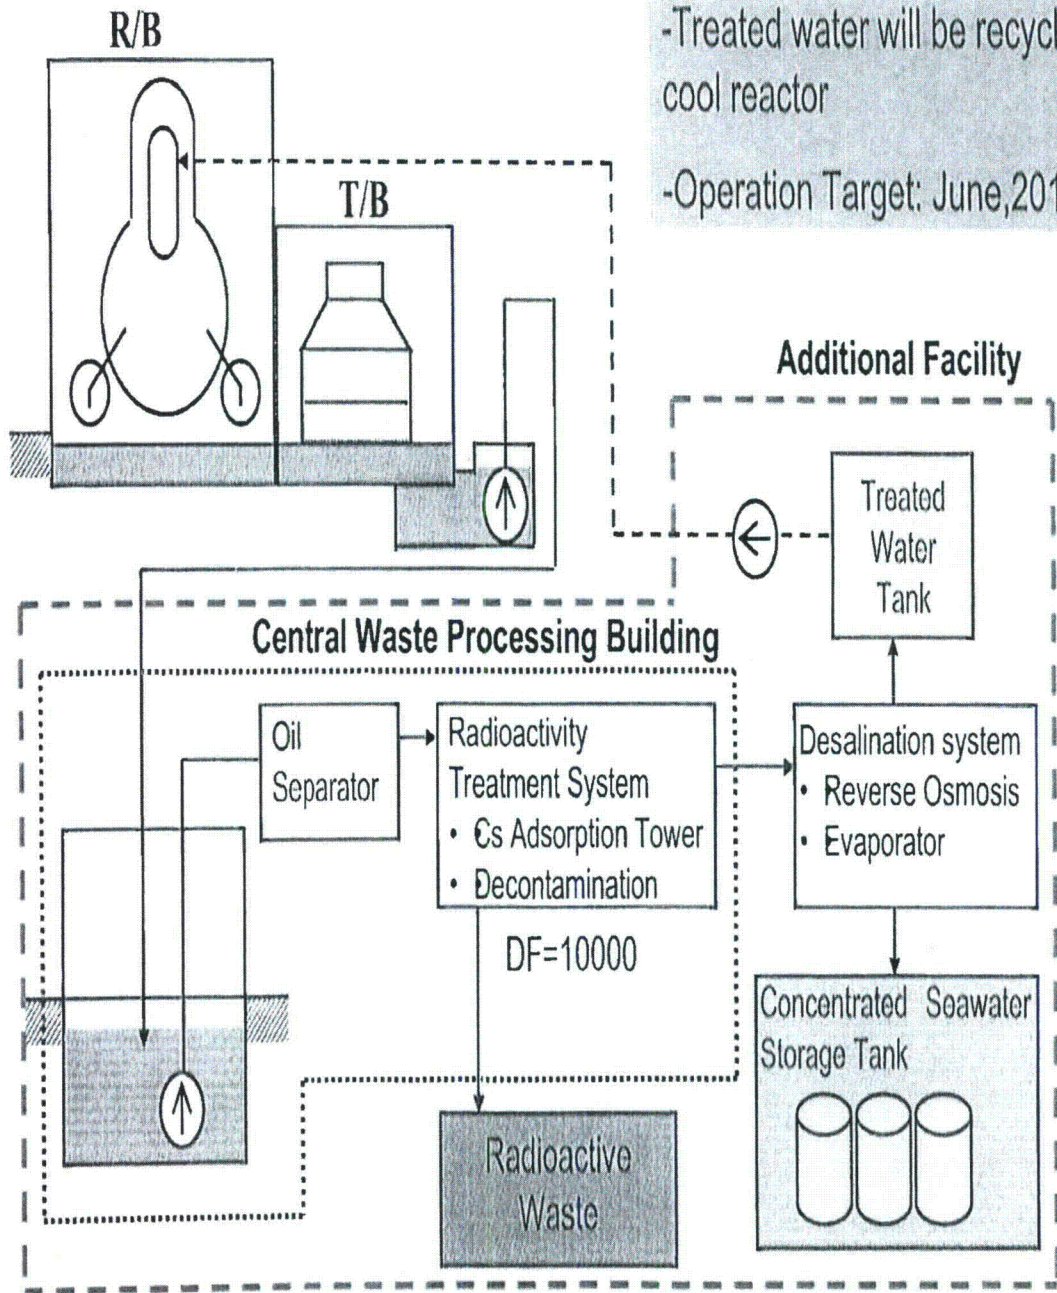 R/B
-Treated water will be recycl
cool reactor
T/B
-Operation Target: June,201
Additional Facility
Treated
Water
Tank
Central Waste Processing Building
Oil
Separator
Radioactivity
Treatment System
• Cs Adsorption Tower
• Decontamination
Desalination system
• Reverse Osmosis
• Evaporator
DF=10000
Concentrated Seawater
Storage Tank
Radioactive
Waste